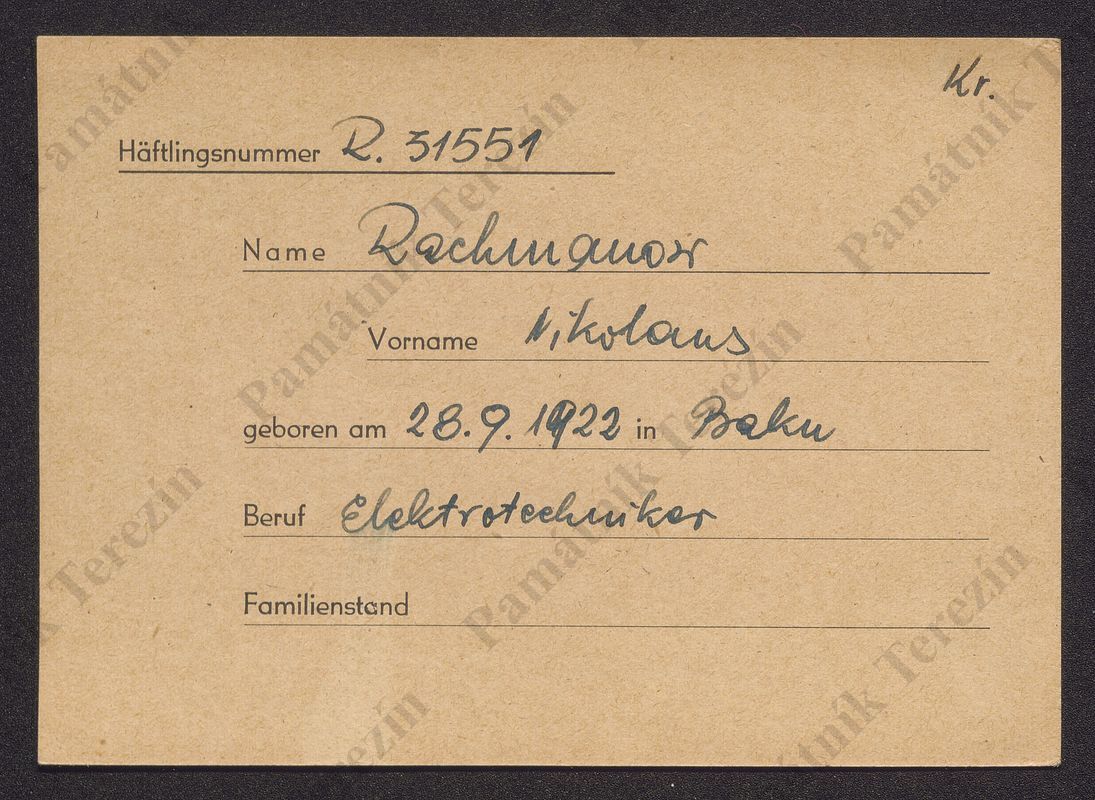 Kr.
Häftlingsnummer R. 31551
Name Rachmanow
Vorname Nikolaus
geboren am 28.9.1922 in Baku
Beruf Elektrotechniker
Familienstand
Památník Terezín